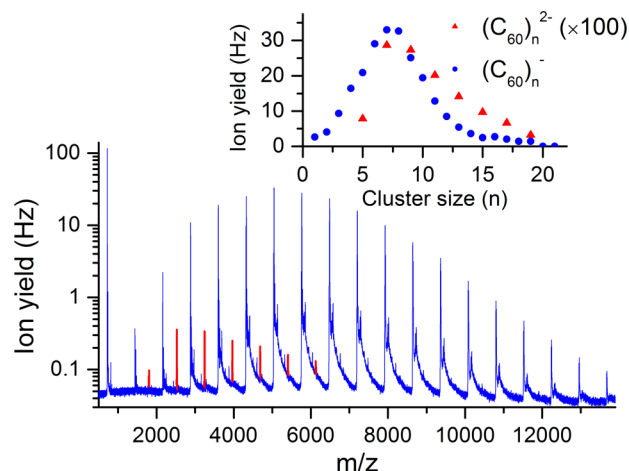 (C60)n2- (×100)
(C60)n-
Ion yield (Hz)
30
20
10
0
0 5 10 15 20
Cluster size (n)
Ion yield (Hz)
100
10
1
0.1
2000 4000 6000 8000 10000 12000
m/z